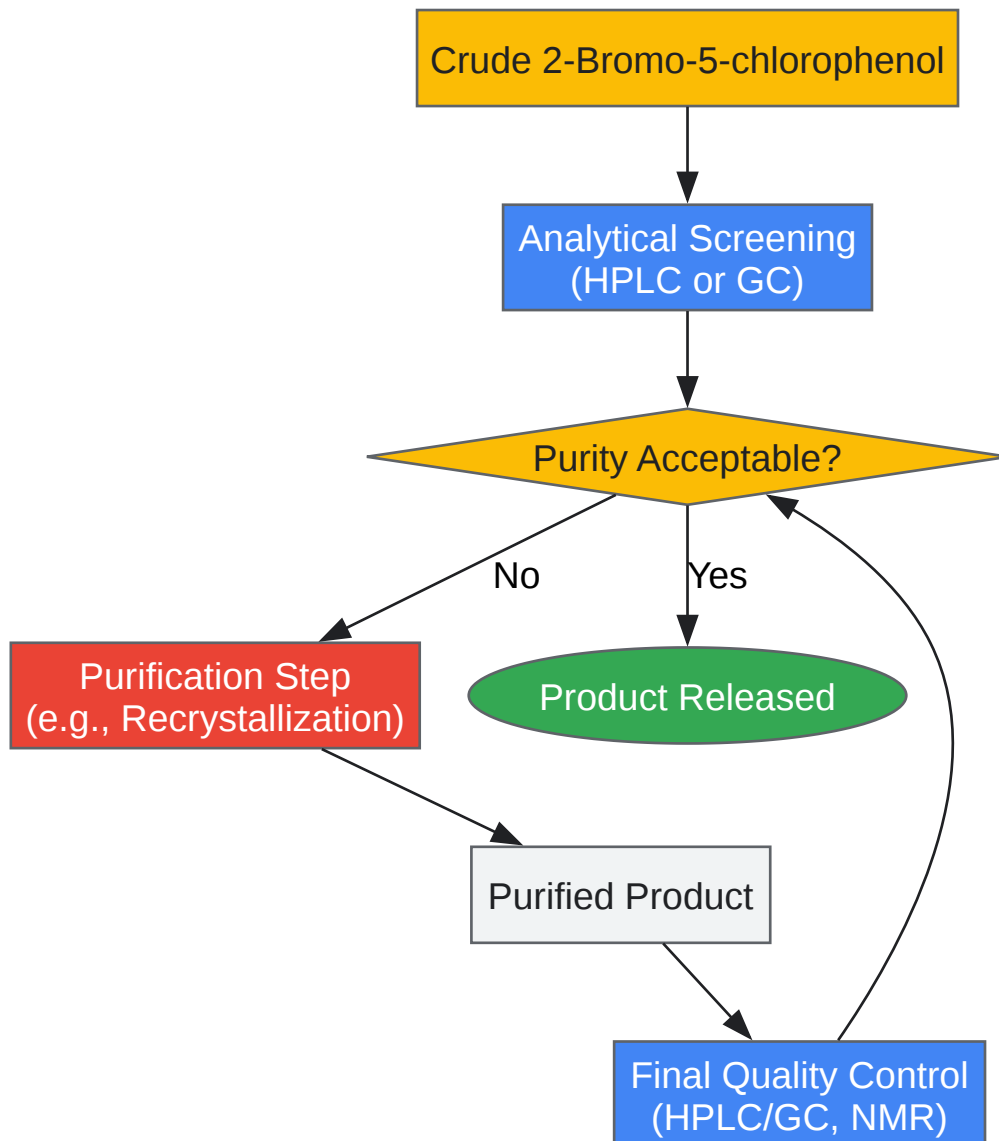 Crude 2-Bromo-5-chlorophenol
Analytical Screening
(HPLC or GC)
Purity Acceptable?
No
Yes
Purification Step
(e.g., Recrystallization)
Product Released
Purified Product
Final Quality Control
(HPLC/GC, NMR)